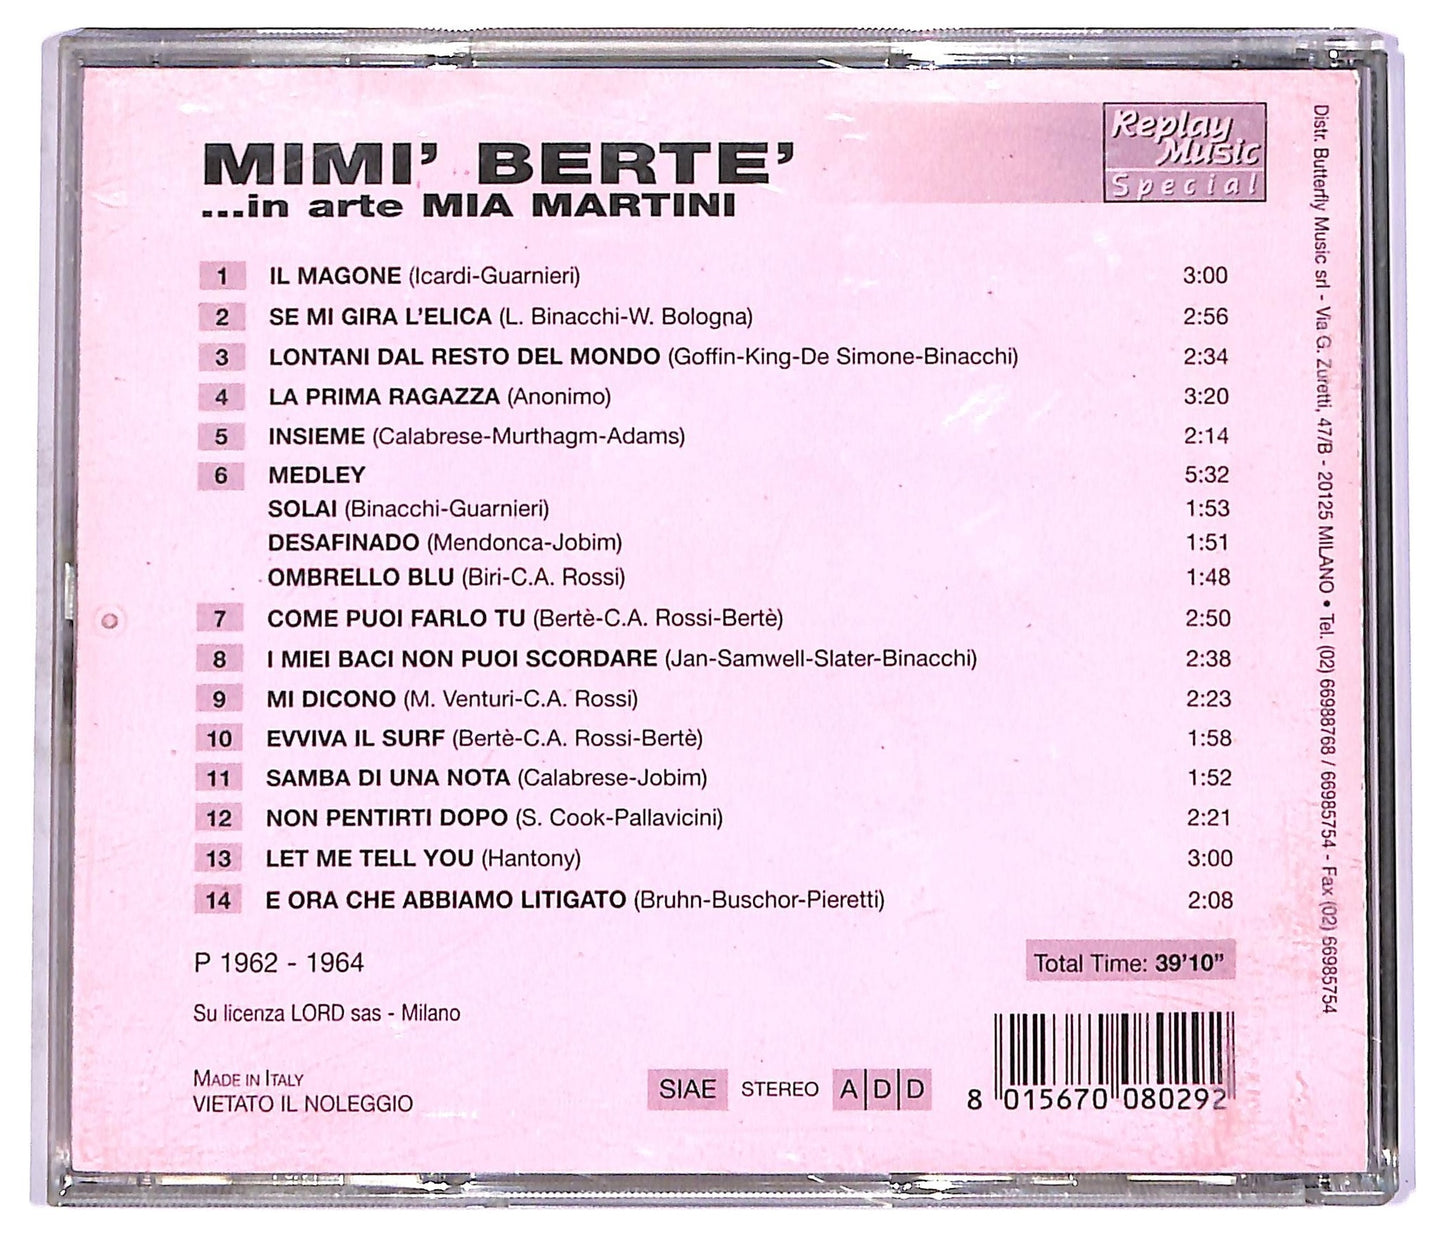 Replay
Music
Special
MIMI' BERTE'
...in arte MIA MARTINI
1 IL MAGONE (Icardi-Guarnieri) 3:00
2 SE MI GIRA L'ELICA (L. Binacchi-W. Bologna) 2:56
3 LONTANI DAL RESTO DEL MONDO (Goffin-King-De Simone-Binacchi) 2:34
4 LA PRIMA RAGAZZA (Anonimo) 3:20
5 INSIEME (Calabrese-Murthagm-Adams) 2:14
6 MEDLEY 5:32
SOLAI (Binacchi-Guarnieri) 1:53
DESAFINADO (Mendonca-Jobim) 1:51
OMBRELLO BLU (Biri-C.A. Rossi) 1:48
7 COME PUOI FARLO TU (Bertè-C.A. Rossi-Bertè) 2:50
8 I MIEI BACI NON PUOI SCORDARE (Jan-Samwell-Slater-Binacchi) 2:38
9 MI DICONO (M. Venturi-C.A. Rossi) 2:23
10 EVVIVA IL SURF (Bertè-C.A. Rossi-Bertè) 1:58
11 SAMBA DI UNA NOTA (Calabrese-Jobim) 1:52
12 NON PENTIRTI DOPO (S. Cook-Pallavicini) 2:21
13 LET ME TELL YOU (Hantony) 3:00
14 E ORA CHE ABBIAMO LITIGATO (Bruhn-Buschor-Pieretti) 2:08
P 1962 - 1964
Total Time: 39'10"
Su licenza LORD sas - Milano
MADE IN ITALY
VIETATO IL NOLEGGIO
SIAE STEREO A|D|D
8 015670 080292
Distr. Butterfly Music srl - Via G. Zuretti, 47/B - 20125 MILANO • Tel. (02) 66988768 / 66985754 - Fax (02) 66985754